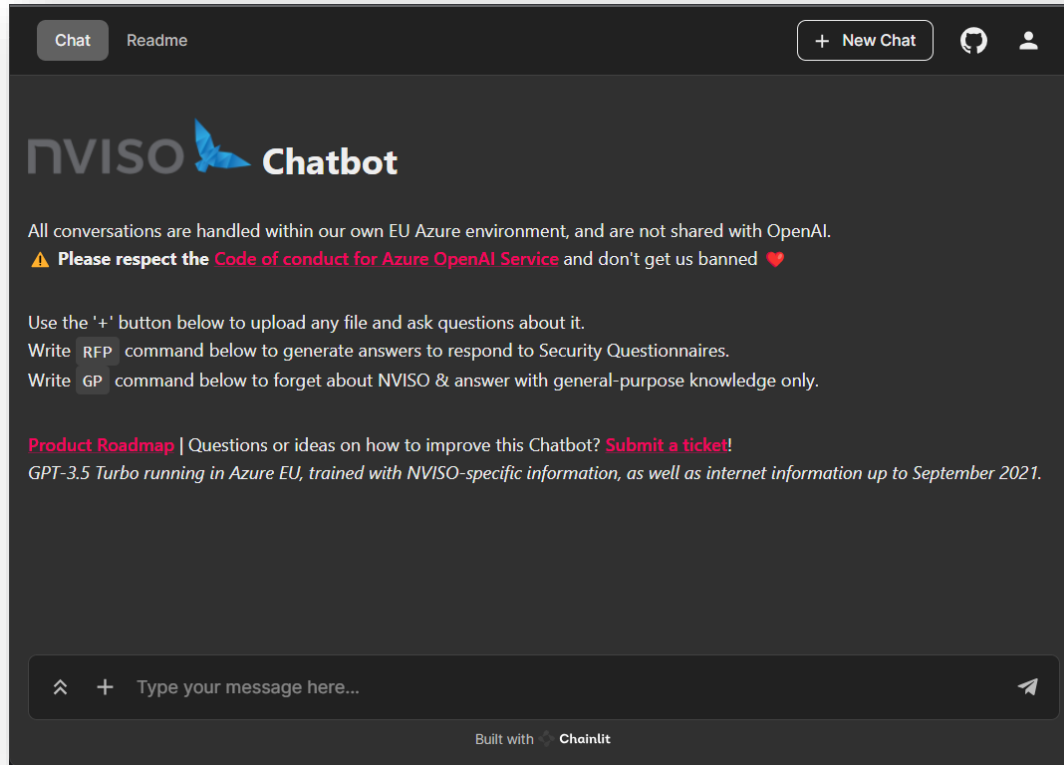 Chat Readme + New Chat
nviso Chatbot
All conversations are handled within our own EU Azure environment, and are not shared with OpenAI.
⚠️ Please respect the Code of conduct for Azure OpenAI Service and don't get us banned ❤️
Use the '+' button below to upload any file and ask questions about it.
Write RFP command below to generate answers to respond to Security Questionnaires.
Write GP command below to forget about NVISO & answer with general-purpose knowledge only.
Product Roadmap | Questions or ideas on how to improve this Chatbot? Submit a ticket!
GPT-3.5 Turbo running in Azure EU, trained with NVISO-specific information, as well as internet information up to September 2021.
+ Type your message here...
Built with Chainlit